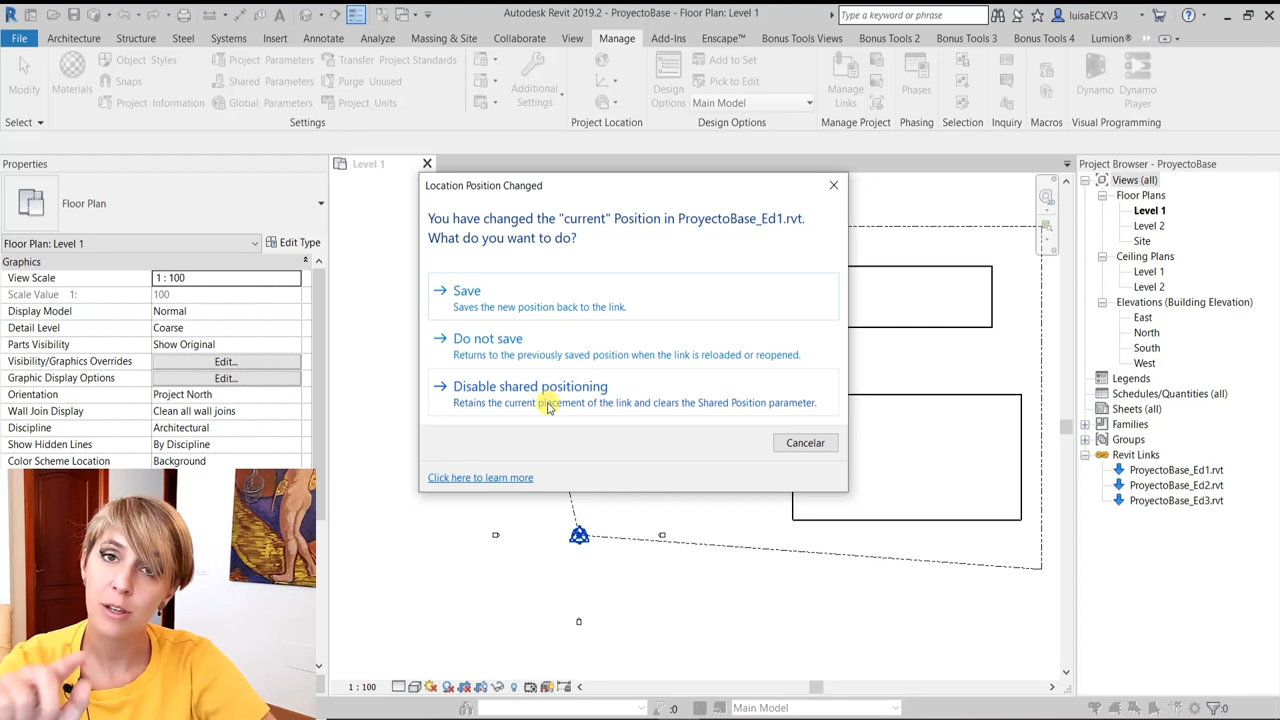 Autodesk Revit 2019.2 - ProyectoBase - Floor Plan: Level 1
Type a keyword or phrase
luisaECXV3
File Architecture Structure Steel Systems Insert Annotate Analyze Massing & Site Collaborate View Manage Add-Ins Enscape™ Bonus Tools Views Bonus Tools 2 Bonus Tools 3 Bonus Tools 4 Lumion®
Object Styles
Project Parameters
Transfer Project Standards
Add to Set
Snaps
Shared Parameters
Purge Unused
Pick to Edit
Modify
Materials
Project Information
Global Parameters
Project Units
Additional
Settings
Design
Options
Main Model
Manage
Links
Phases
Dynamo
Dynamo
Player
Select
Settings
Project Location
Design Options
Manage Project
Phasing
Selection
Inquiry
Macros
Visual Programming
Properties
Floor Plan
Floor Plan: Level 1
Edit Type
Graphics
View Scale 1 : 100
Scale Value 1: 100
Display Model Normal
Detail Level Coarse
Parts Visibility Show Original
Visibility/Graphics Overrides Edit...
Graphic Display Options Edit...
Orientation Project North
Wall Join Display Clean all wall joins
Discipline Architectural
Show Hidden Lines By Discipline
Color Scheme Location Background
Level 1
Location Position Changed
You have changed the "current" Position in ProyectoBase_Ed1.rvt.
What do you want to do?
Save
Saves the new position back to the link.
Do not save
Returns to the previously saved position when the link is reloaded or reopened.
Disable shared positioning
Retains the current placement of the link and clears the Shared Position parameter.
Cancelar
Click here to learn more
1 : 100
:0
Main Model
:0
Project Browser - ProyectoBase
Views (all)
Floor Plans
Level 1
Level 2
Site
Ceiling Plans
Level 1
Level 2
Elevations (Building Elevation)
East
North
South
West
Legends
Schedules/Quantities (all)
Sheets (all)
Families
Groups
Revit Links
ProyectoBase_Ed1.rvt
ProyectoBase_Ed2.rvt
ProyectoBase_Ed3.rvt